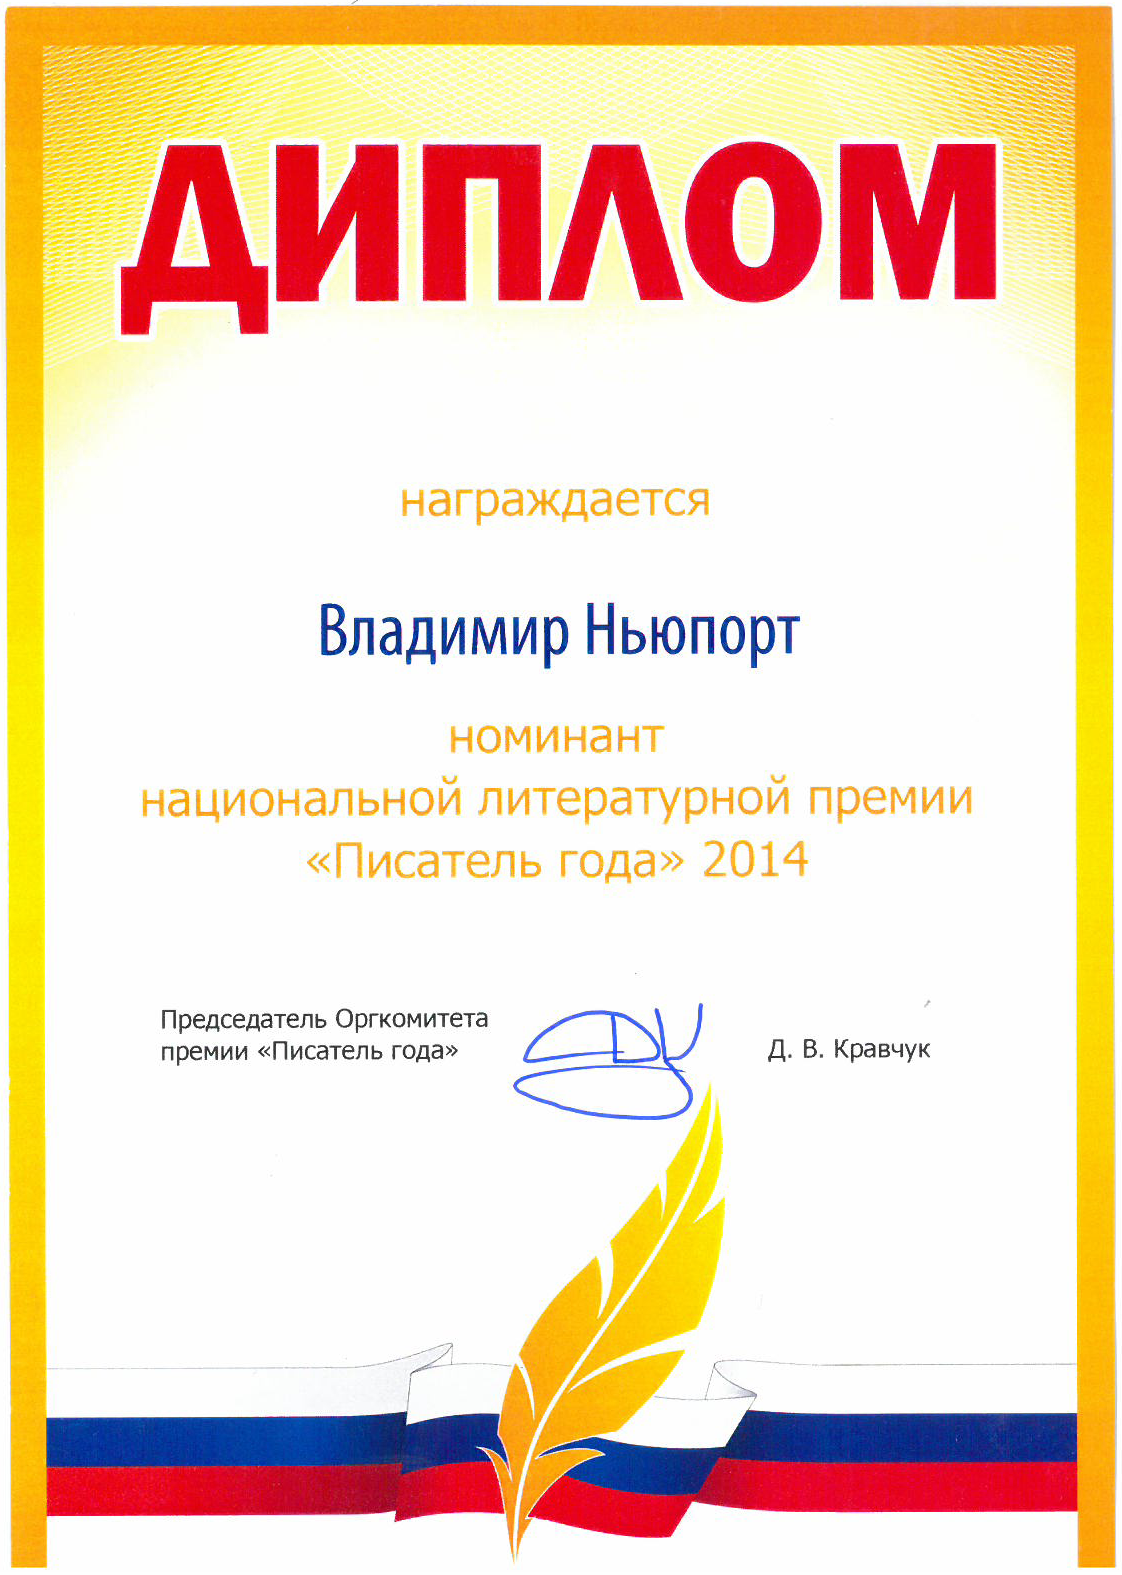 ДИПЛОМ
награждается
Владимир Ньюпорт
номинант
национальной литературной премии
«Писатель года» 2014
Председатель Оргкомитета
премии «Писатель года»
Д. В. Кравчук